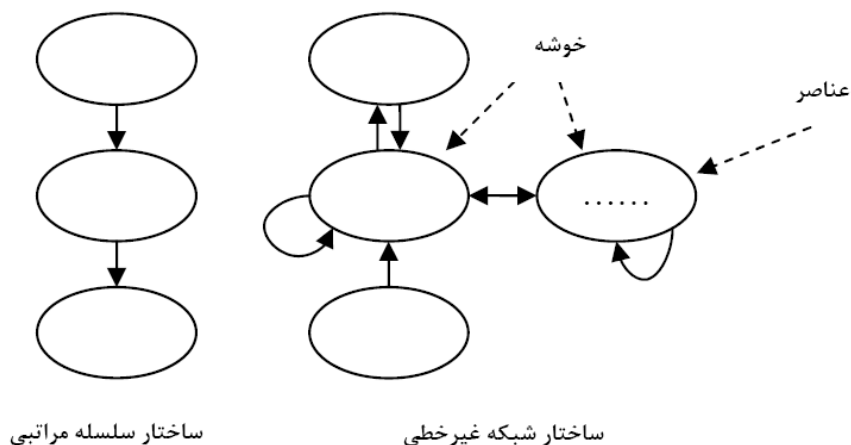 خوشه
عناصر
......
ساختار شبکه غیرخطی
ساختار سلسله مراتبی